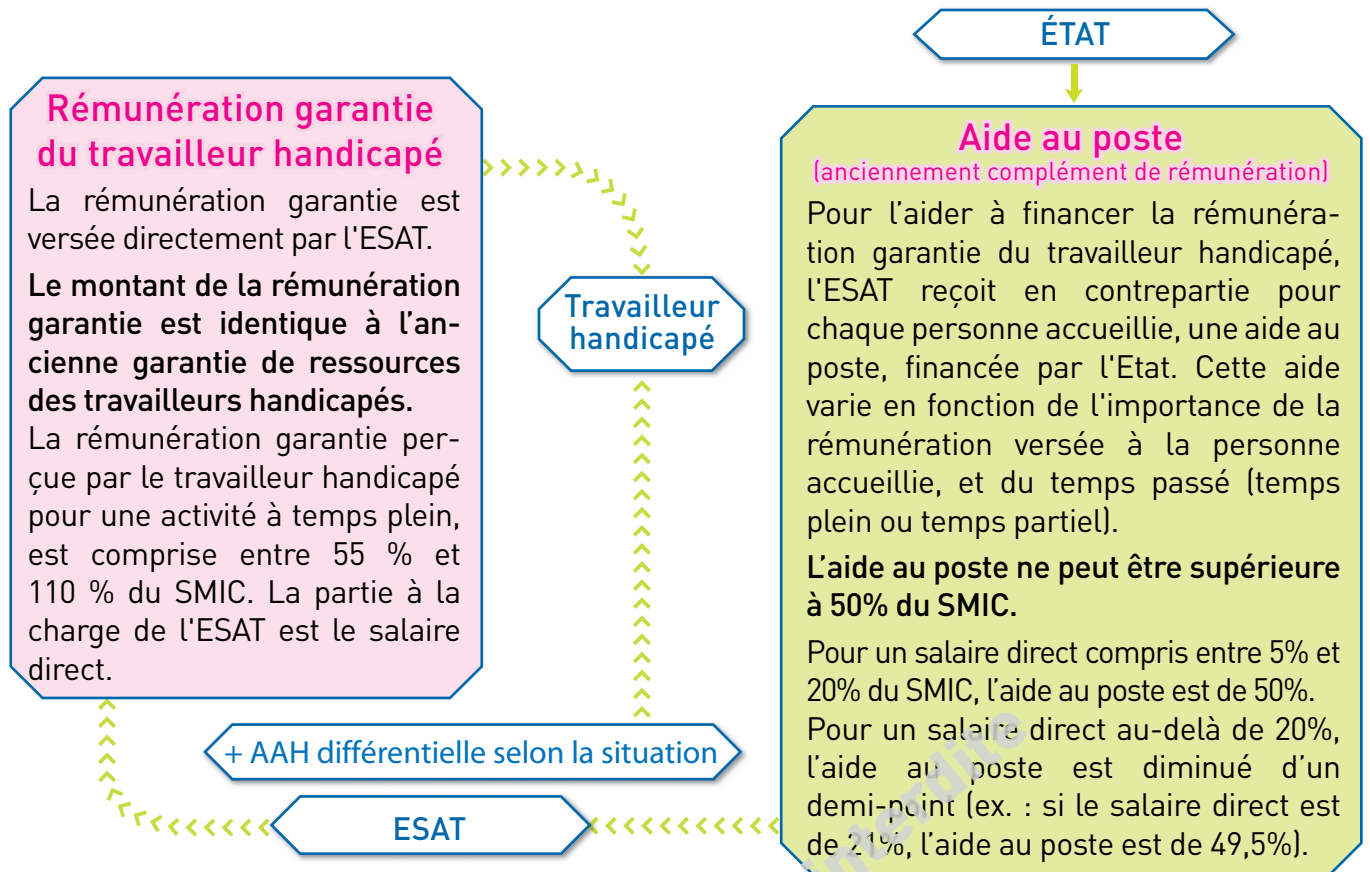 ÉTAT
Rémunération garantie
du travailleur handicapé
La rémunération garantie est
versée directement par l'ESAT.
Le montant de la rémunération
garantie est identique à l’an-
cienne garantie de ressources
des travailleurs handicapés.
La rémunération garantie per-
çue par le travailleur handicapé
pour une activité à temps plein,
est comprise entre 55 % et
110 % du SMIC. La partie à la
charge de l'ESAT est le salaire
direct.
Travailleur
handicapé
+ AAH différentielle selon la situation
ESAT
Aide au poste
(anciennement complément de rémunération)
Pour l’aider à financer la rémunéra-
tion garantie du travailleur handicapé,
l'ESAT reçoit en contrepartie pour
chaque personne accueillie, une aide au
poste, financée par l'Etat. Cette aide
varie en fonction de l'importance de la
rémunération versée à la personne
accueillie, et du temps passé (temps
plein ou temps partiel).
L’aide au poste ne peut être supérieure
à 50% du SMIC.
Pour un salaire direct compris entre 5% et
20% du SMIC, l’aide au poste est de 50%.
Pour un salaire direct au-delà de 20%,
l’aide au poste est diminué d’un
demi-point (ex. : si le salaire direct est
de 21%, l’aide au poste est de 49,5%).
interdite